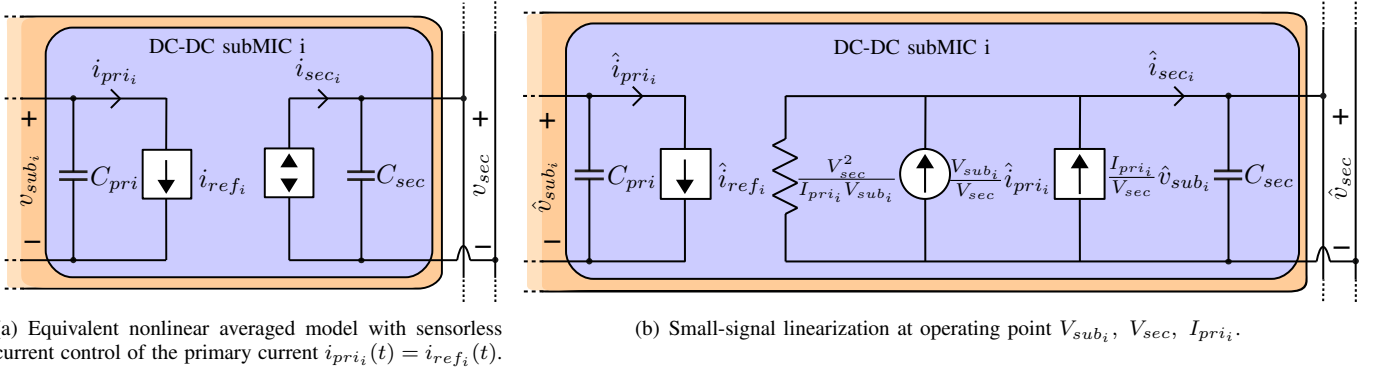 DC-DC subMIC i
i_{pri_i}
i_{sec_i}
+
+
v_{sub_i}
C_{pri}
i_{ref_i}
C_{sec}
v_{sec}
−
−
(a) Equivalent nonlinear averaged model with sensorless
current control of the primary current i_{pri_i}(t) = i_{ref_i}(t).
DC-DC subMIC i
\hat{i}_{pri_i}
\hat{i}_{sec_i}
+
+
\hat{v}_{sub_i}
C_{pri}
\hat{i}_{ref_i}
\frac{V_{sec}^2}{I_{pri_i} V_{sub_i}}
\frac{V_{sub_i}}{V_{sec}} \hat{i}_{pri_i}
\frac{I_{pri_i}}{V_{sec}} \hat{v}_{sub_i}
C_{sec}
\hat{v}_{sec}
−
−
(b) Small-signal linearization at operating point V_{sub_i}, V_{sec}, I_{pri_i}.